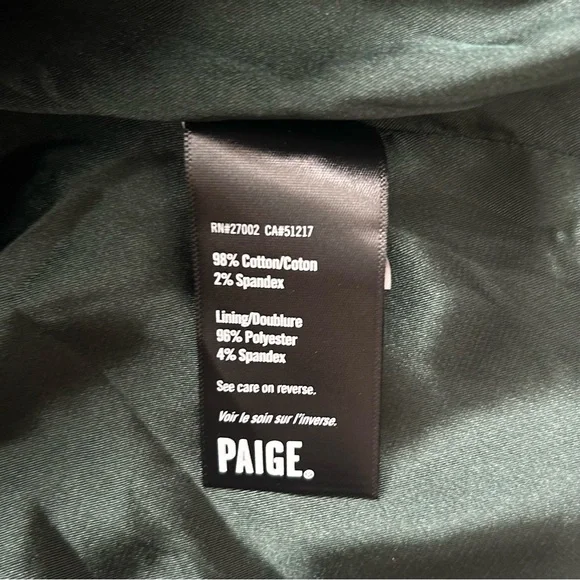 RN#27002 CA#51217
98% Cotton/Coton
2% Spandex
Lining/Doublure
96% Polyester
4% Spandex
See care on reverse.
Voir le soin sur l'inverse.
PAIGE.